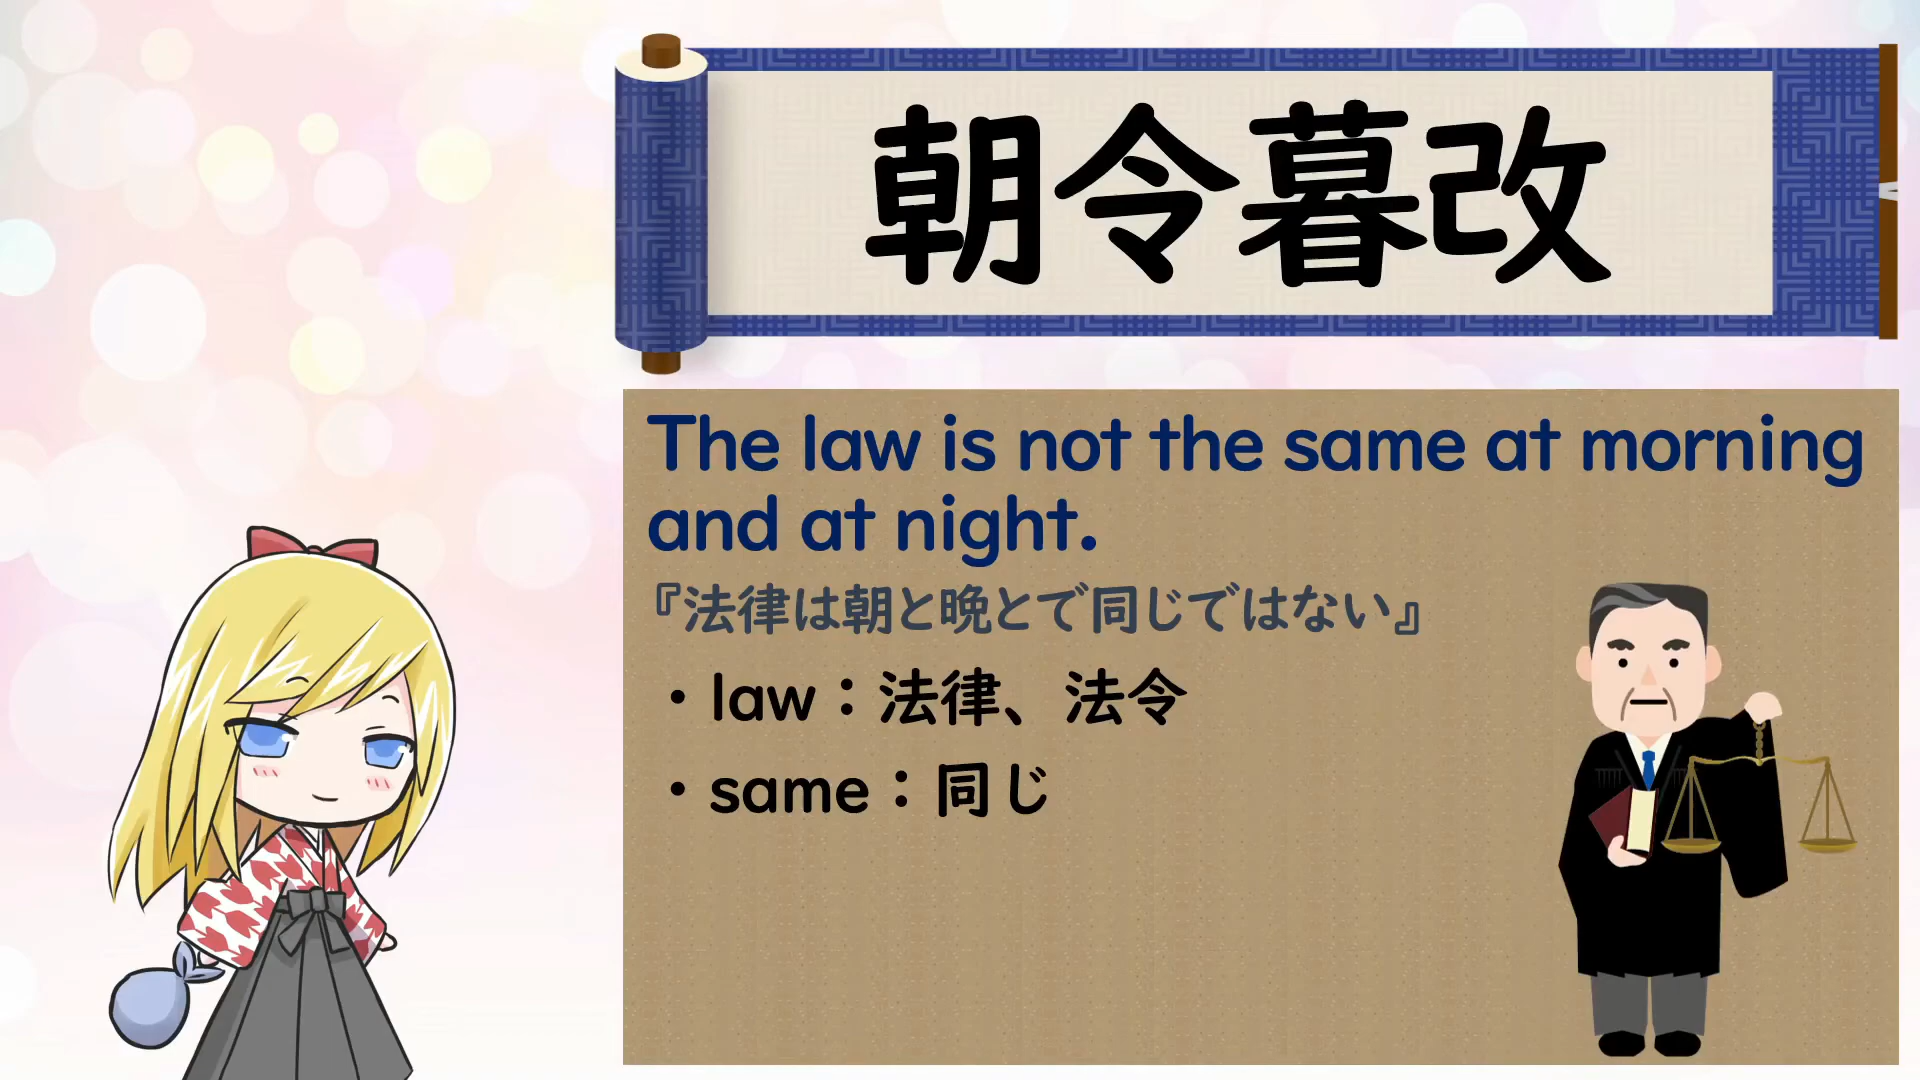 朝令暮改
The law is not the same at morning
and at night.
『法律は朝と晩とで同じではない』
・law：法律、法令
・same：同じ